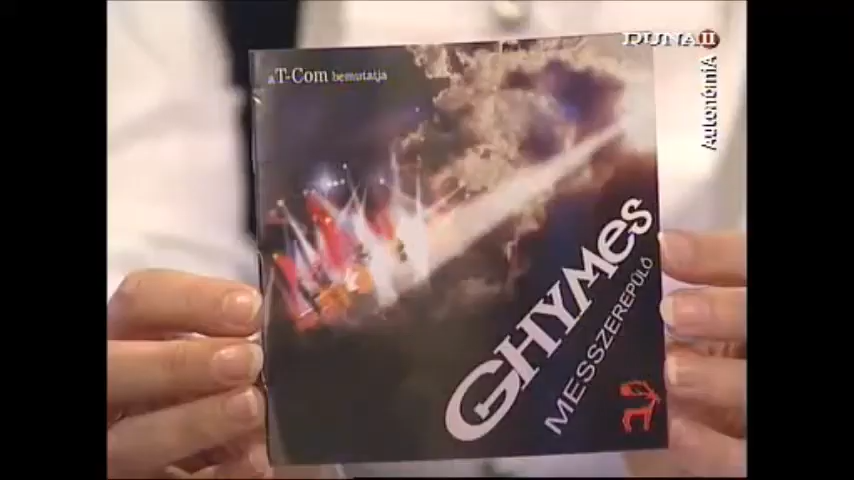 DUNA II
Autonómia
a T-Com bemutatja
GHYMes
MESSZEREPÜLŐ